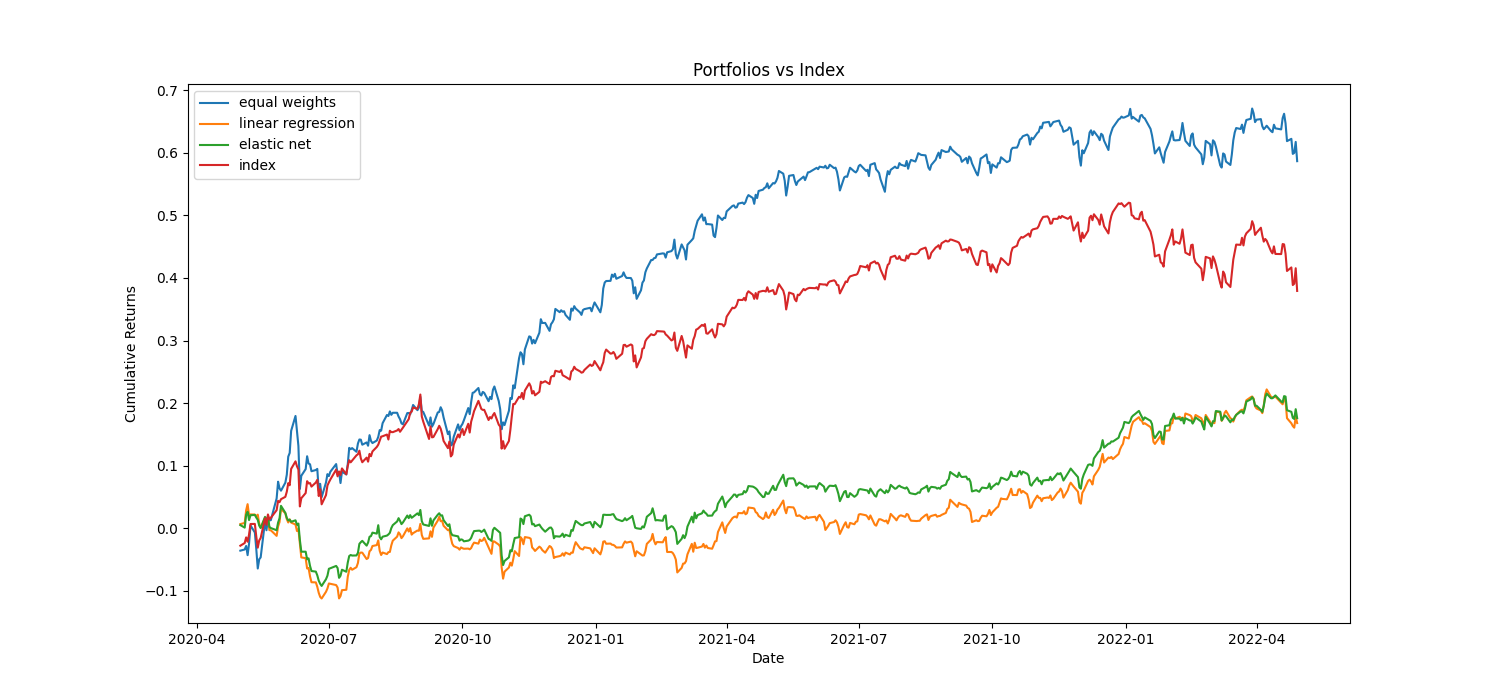 Portfolios vs Index
equal weights
linear regression
elastic net
index
Cumulative Returns
0.7
0.6
0.5
0.4
0.3
0.2
0.1
0.0
−0.1
2020-04
2020-07
2020-10
2021-01
2021-04
2021-07
2021-10
2022-01
2022-04
Date